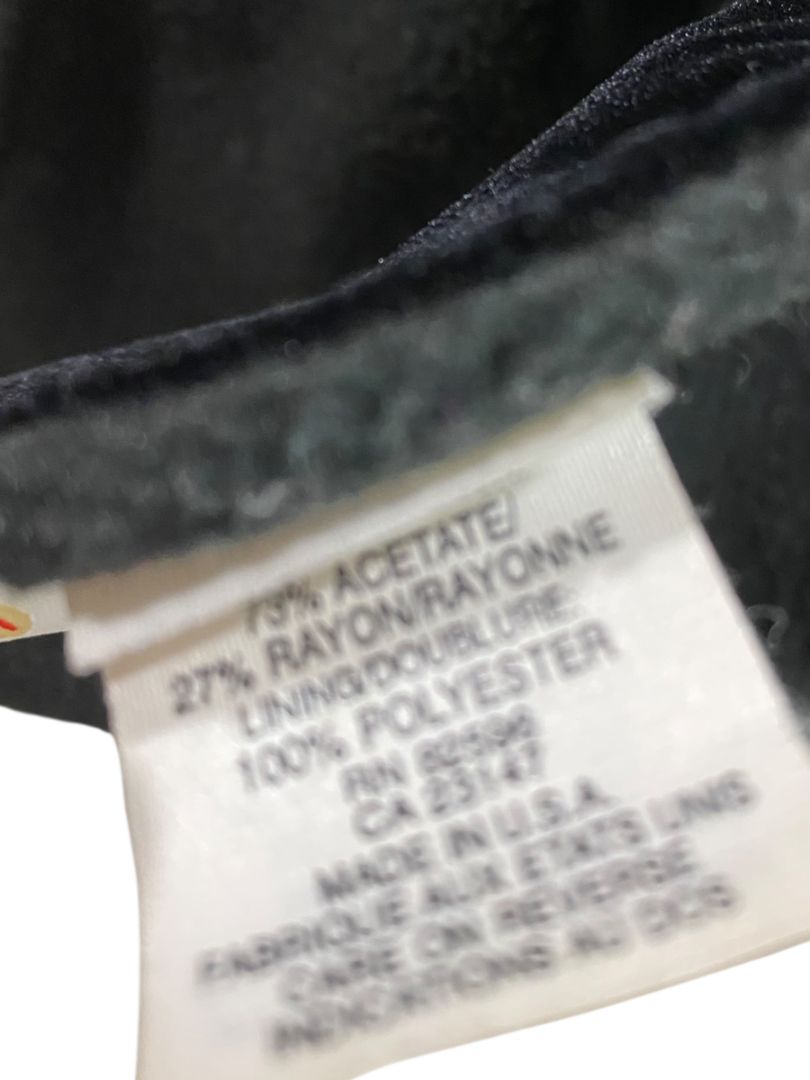 73% ACETATE/
27% RAYON/RAYONNE
LINING/DOUBLURE:
100% POLYESTER
RN 82598
CA 23147
MADE IN U.S.A.
FABRIQUE AUX ETATS UNIS
CARE ON REVERSE
INDICATIONS AU DOS